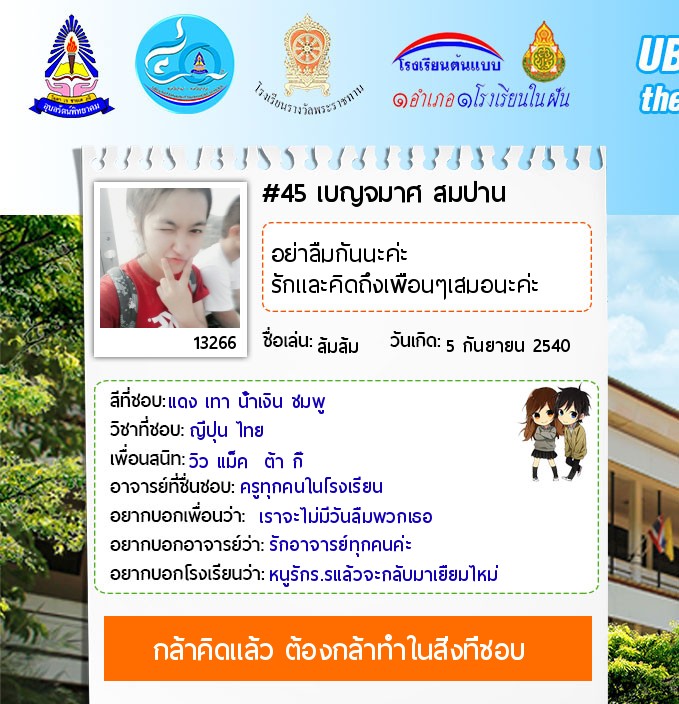 อุบลรัตน์พิทยาคม
โรงเรียนรางวัลพระราชทาน
โรงเรียนต้นแบบ
๑อำเภอ๑โรงเรียนในฝัน
UB
the
#45 เบญจมาศ สมปาน
อย่าลืมกันนะค่ะ
รักและคิดถึงเพื่อนๆเสมอนะค่ะ
13266
ชื่อเล่น: ส้มส้ม วันเกิด: 5 กันยายน 2540
สีที่ชอบ: แดง เทา น้ำเงิน ชมพู
วิชาที่ชอบ: ญี่ปุ่น ไทย
เพื่อนสนิท: วิว แม็ค ต้า กี้
อาจารย์ที่ชื่นชอบ: ครูทุกคนในโรงเรียน
อยากบอกเพื่อนว่า: เราจะไม่มีวันลืมพวกเธอ
อยากบอกอาจารย์ว่า: รักอาจารย์ทุกคนค่ะ
อยากบอกโรงเรียนว่า: หนูรักร.รแล้วจะกลับมาเยี่ยมไหม่
กล้าคิดแล้ว ต้องกล้าทำในสิ่งที่ชอบ